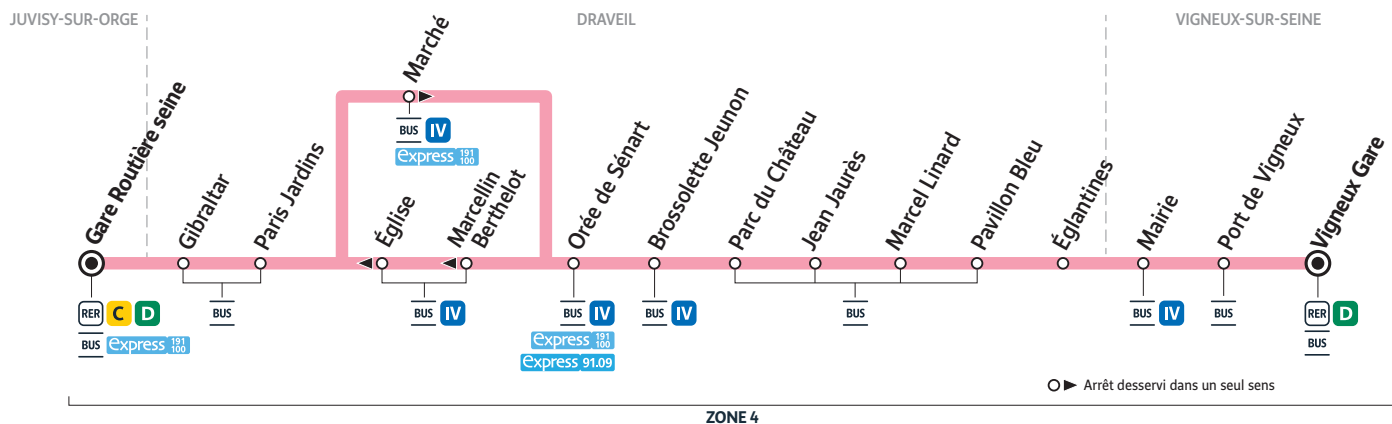 JUVISY-SUR-ORGE
DRAVEIL
VIGNEUX-SUR-SEINE
Gare Routière seine
Gibraltar
Paris Jardins
Marché
Église
Marcellin
Berthelot
Orée de Sénart
Brossolette Jeunon
Parc du Château
Jean Jaurès
Marcel Linard
Pavillon Bleu
Églantines
Mairie
Port de Vigneux
Vigneux Gare
BUS IV
express 191 100
RER C D
BUS express 191 100
BUS
BUS IV
BUS IV
express 191 100
express 91.09
BUS IV
BUS
BUS IV
BUS
RER D
BUS
Arrêt desservi dans un seul sens
ZONE 4